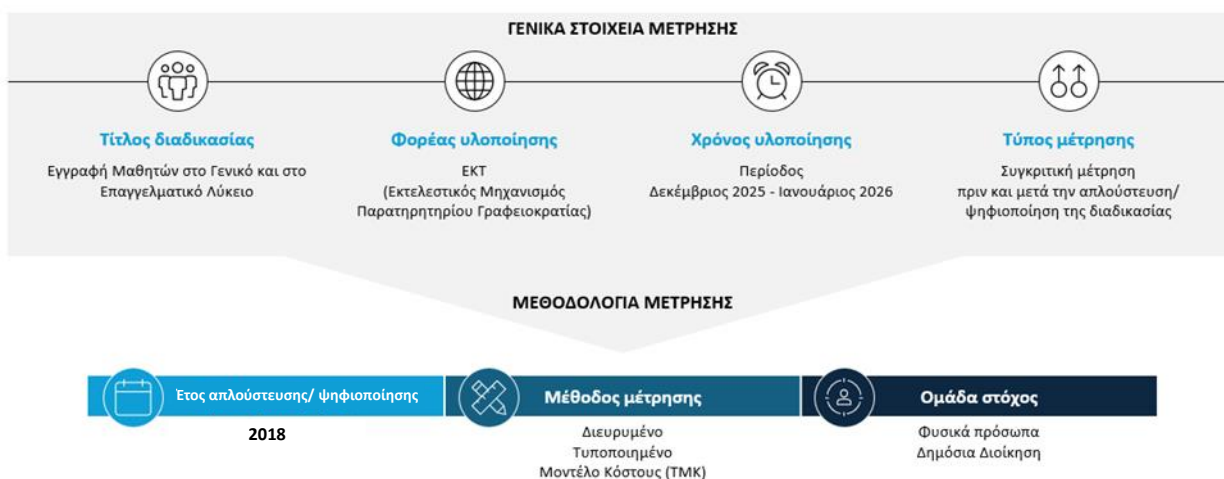 ΓΕΝΙΚΑ ΣΤΟΙΧΕΙΑ ΜΕΤΡΗΣΗΣ
Τίτλος διαδικασίας
Εγγραφή Μαθητών στο Γενικό και στο
Επαγγελματικό Λύκειο
Φορέας υλοποίησης
ΕΚΤ
(Εκτελεστικός Μηχανισμός
Παρατηρητηρίου Γραφειοκρατίας)
Χρόνος υλοποίησης
Περίοδος
Δεκέμβριος 2025 - Ιανουάριος 2026
Τύπος μέτρησης
Συγκριτική μέτρηση
πριν και μετά την απλούστευση/
ψηφιοποίηση της διαδικασίας
ΜΕΘΟΔΟΛΟΓΙΑ ΜΕΤΡΗΣΗΣ
Έτος απλούστευσης/ ψηφιοποίησης
2018
Μέθοδος μέτρησης
Διευρυμένο
Τυποποιημένο
Μοντέλο Κόστους (ΤΜΚ)
Ομάδα στόχος
Φυσικά πρόσωπα
Δημόσια Διοίκηση